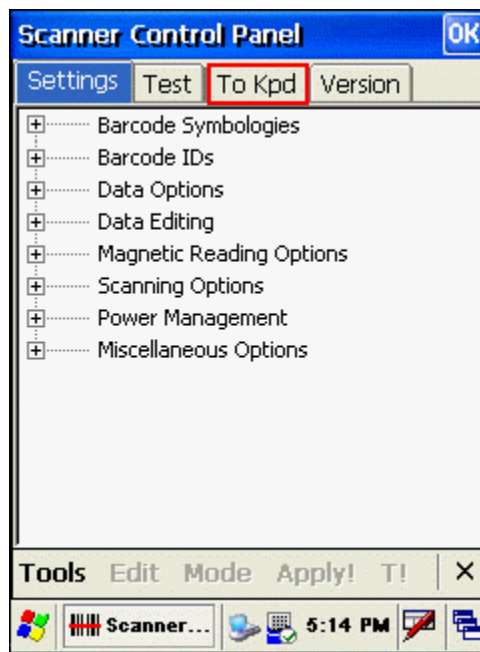 Scanner Control Panel OK
Settings Test To Kpd Version
Barcode Symbologies
Barcode IDs
Data Options
Data Editing
Magnetic Reading Options
Scanning Options
Power Management
Miscellaneous Options
Tools Edit Mode Apply! T! ×
Scanner... 5:14 PM